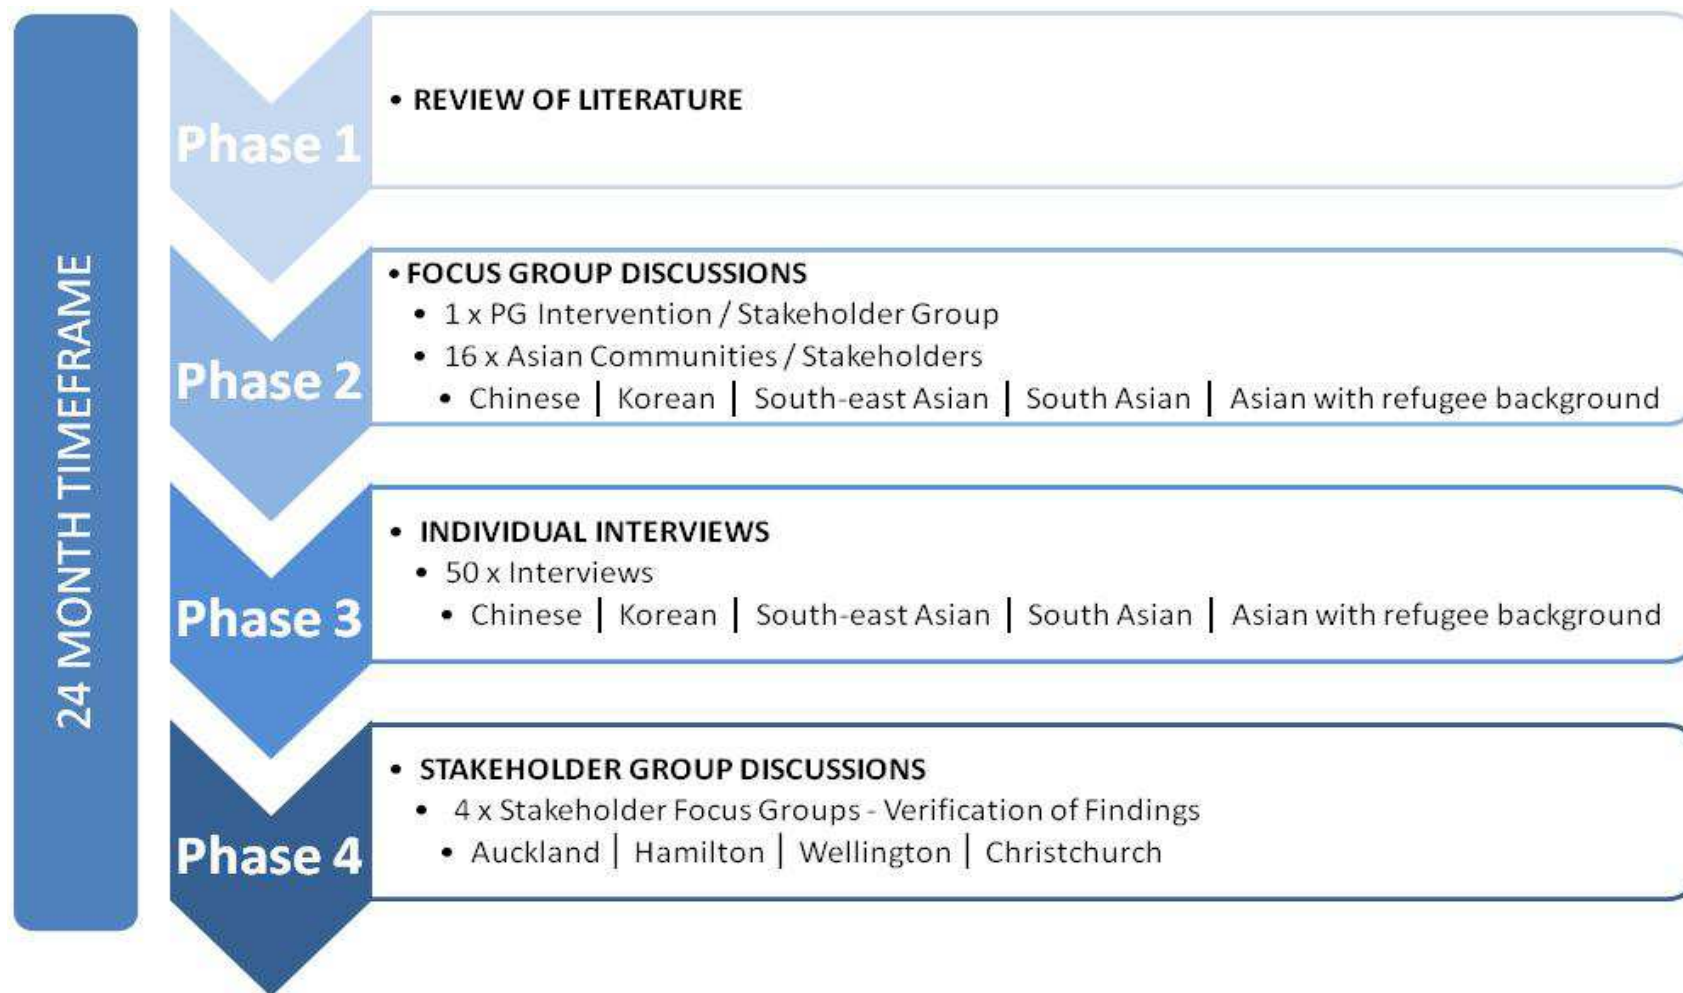 24 MONTH TIMEFRAME
Phase 1
• REVIEW OF LITERATURE
Phase 2
• FOCUS GROUP DISCUSSIONS
• 1 x PG Intervention / Stakeholder Group
• 16 x Asian Communities / Stakeholders
• Chinese | Korean | South-east Asian | South Asian | Asian with refugee background
Phase 3
• INDIVIDUAL INTERVIEWS
• 50 x Interviews
• Chinese | Korean | South-east Asian | South Asian | Asian with refugee background
Phase 4
• STAKEHOLDER GROUP DISCUSSIONS
• 4 x Stakeholder Focus Groups - Verification of Findings
• Auckland | Hamilton | Wellington | Christchurch